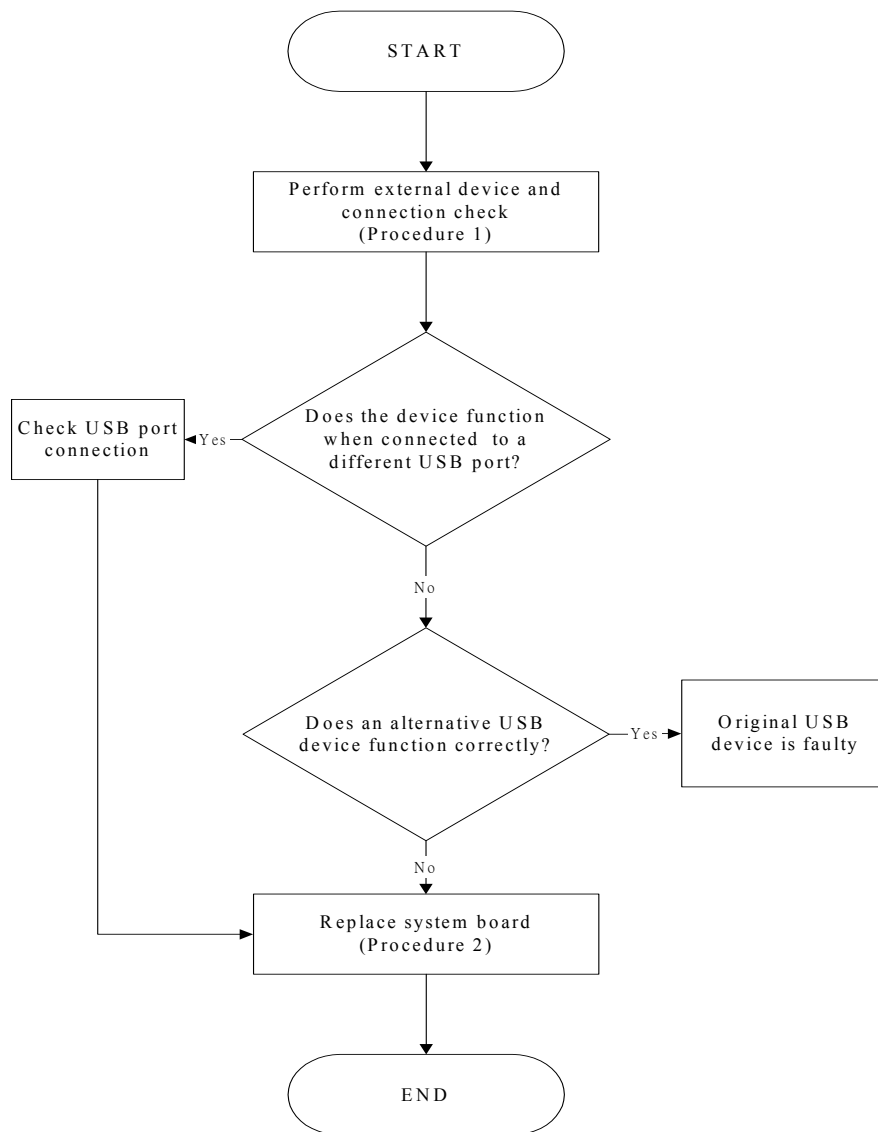 START
Perform external device and
connection check
(Procedure 1)
Does the device function
when connected to a
different USB port?
Yes
Check USB port
connection
No
Does an alternative USB
device function correctly?
Yes
Original USB
device is faulty
No
Replace system board
(Procedure 2)
END